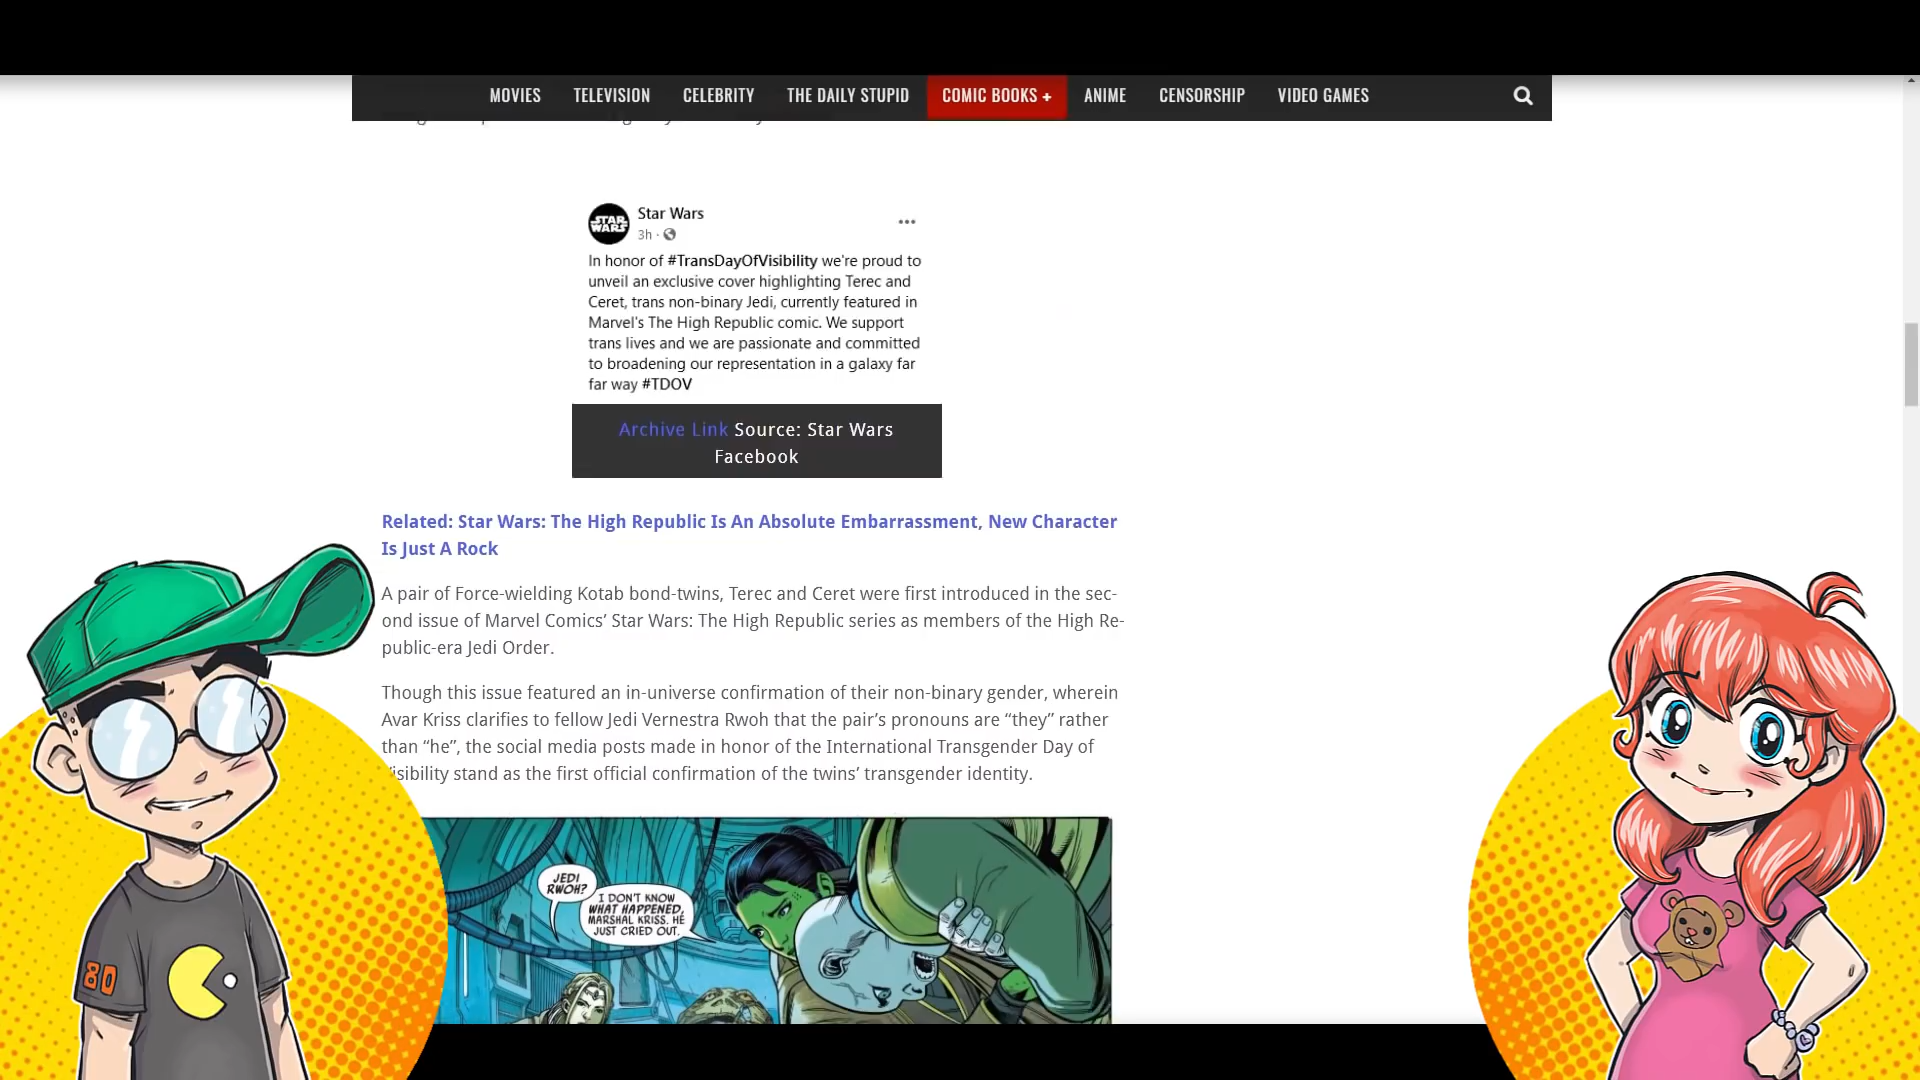 MOVIES TELEVISION CELEBRITY THE DAILY STUPID COMIC BOOKS + ANIME CENSORSHIP VIDEO GAMES
STAR WARS
Star Wars
3h ·
In honor of #TransDayOfVisibility we're proud to
unveil an exclusive cover highlighting Terec and
Ceret, trans non-binary Jedi, currently featured in
Marvel's The High Republic comic. We support
trans lives and we are passionate and committed
to broadening our representation in a galaxy far
far way #TDOV
Archive Link Source: Star Wars
Facebook
Related: Star Wars: The High Republic Is An Absolute Embarrassment, New Character
Is Just A Rock
A pair of Force-wielding Kotab bond-twins, Terec and Ceret were first introduced in the sec-
ond issue of Marvel Comics’ Star Wars: The High Republic series as members of the High Re-
public-era Jedi Order.
Though this issue featured an in-universe confirmation of their non-binary gender, wherein
Avar Kriss clarifies to fellow Jedi Vernestra Rwoh that the pair’s pronouns are “they” rather
than “he”, the social media posts made in honor of the International Transgender Day of
isibility stand as the first official confirmation of the twins’ transgender identity.
JEDI
RWOH?
I DON'T KNOW
WHAT HAPPENED,
MARSHAL KRISS. HE
JUST CRIED OUT.
80